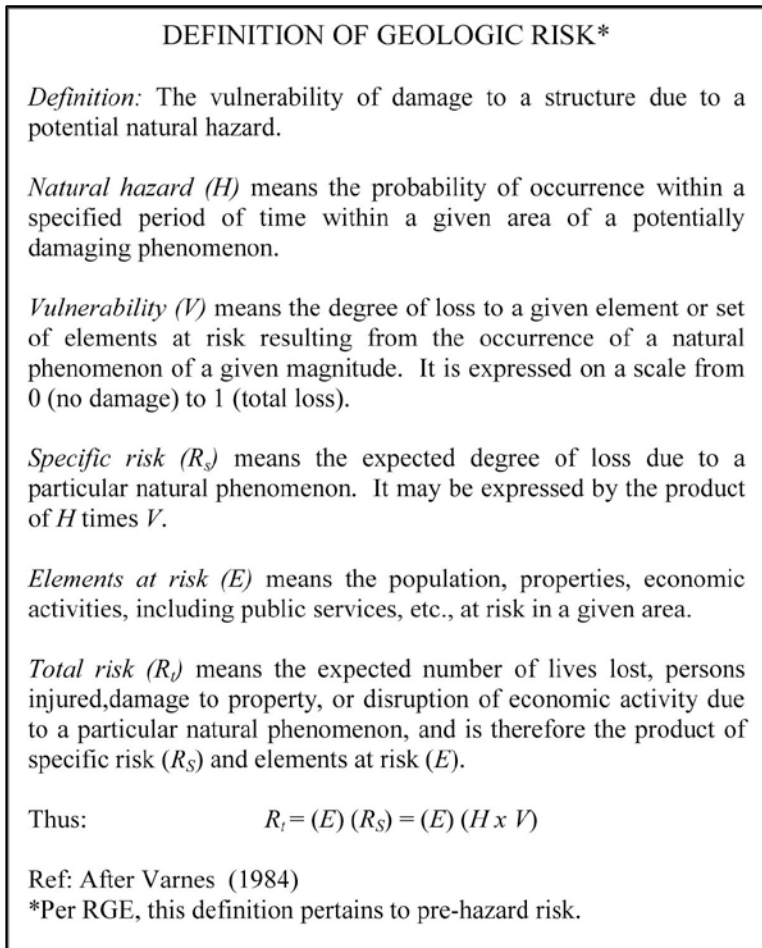 DEFINITION OF GEOLOGIC RISK*
Definition: The vulnerability of damage to a structure due to a
potential natural hazard.
Natural hazard (H) means the probability of occurrence within a
specified period of time within a given area of a potentially
damaging phenomenon.
Vulnerability (V) means the degree of loss to a given element or set
of elements at risk resulting from the occurrence of a natural
phenomenon of a given magnitude. It is expressed on a scale from
0 (no damage) to 1 (total loss).
Specific risk (Rs) means the expected degree of loss due to a
particular natural phenomenon. It may be expressed by the product
of H times V.
Elements at risk (E) means the population, properties, economic
activities, including public services, etc., at risk in a given area.
Total risk (Rt) means the expected number of lives lost, persons
injured,damage to property, or disruption of economic activity due
to a particular natural phenomenon, and is therefore the product of
specific risk (RS) and elements at risk (E).
Thus: Rt = (E) (RS) = (E) (H x V)
Ref: After Varnes (1984)
*Per RGE, this definition pertains to pre-hazard risk.